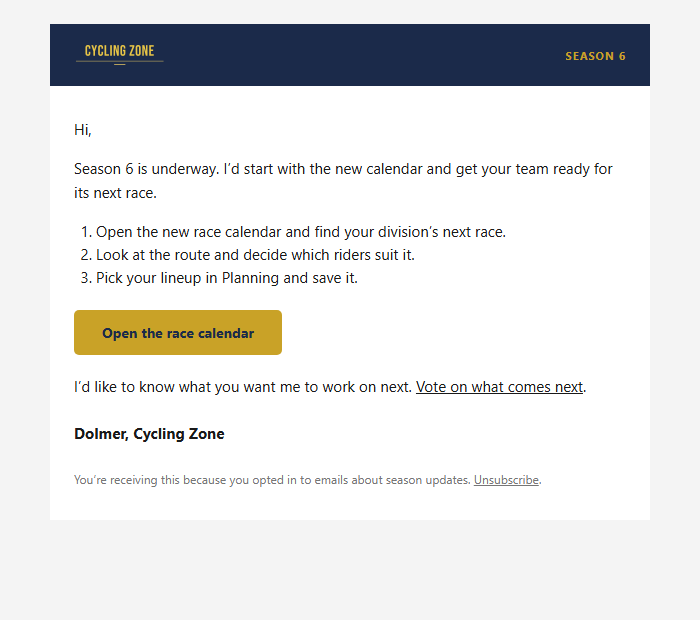 CYCLING ZONE
SEASON 6
Hi,
Season 6 is underway. I’d start with the new calendar and get your team ready for
its next race.
1. Open the new race calendar and find your division’s next race.
2. Look at the route and decide which riders suit it.
3. Pick your lineup in Planning and save it.
Open the race calendar
I’d like to know what you want me to work on next. Vote on what comes next.
Dolmer, Cycling Zone
You’re receiving this because you opted in to emails about season updates. Unsubscribe.